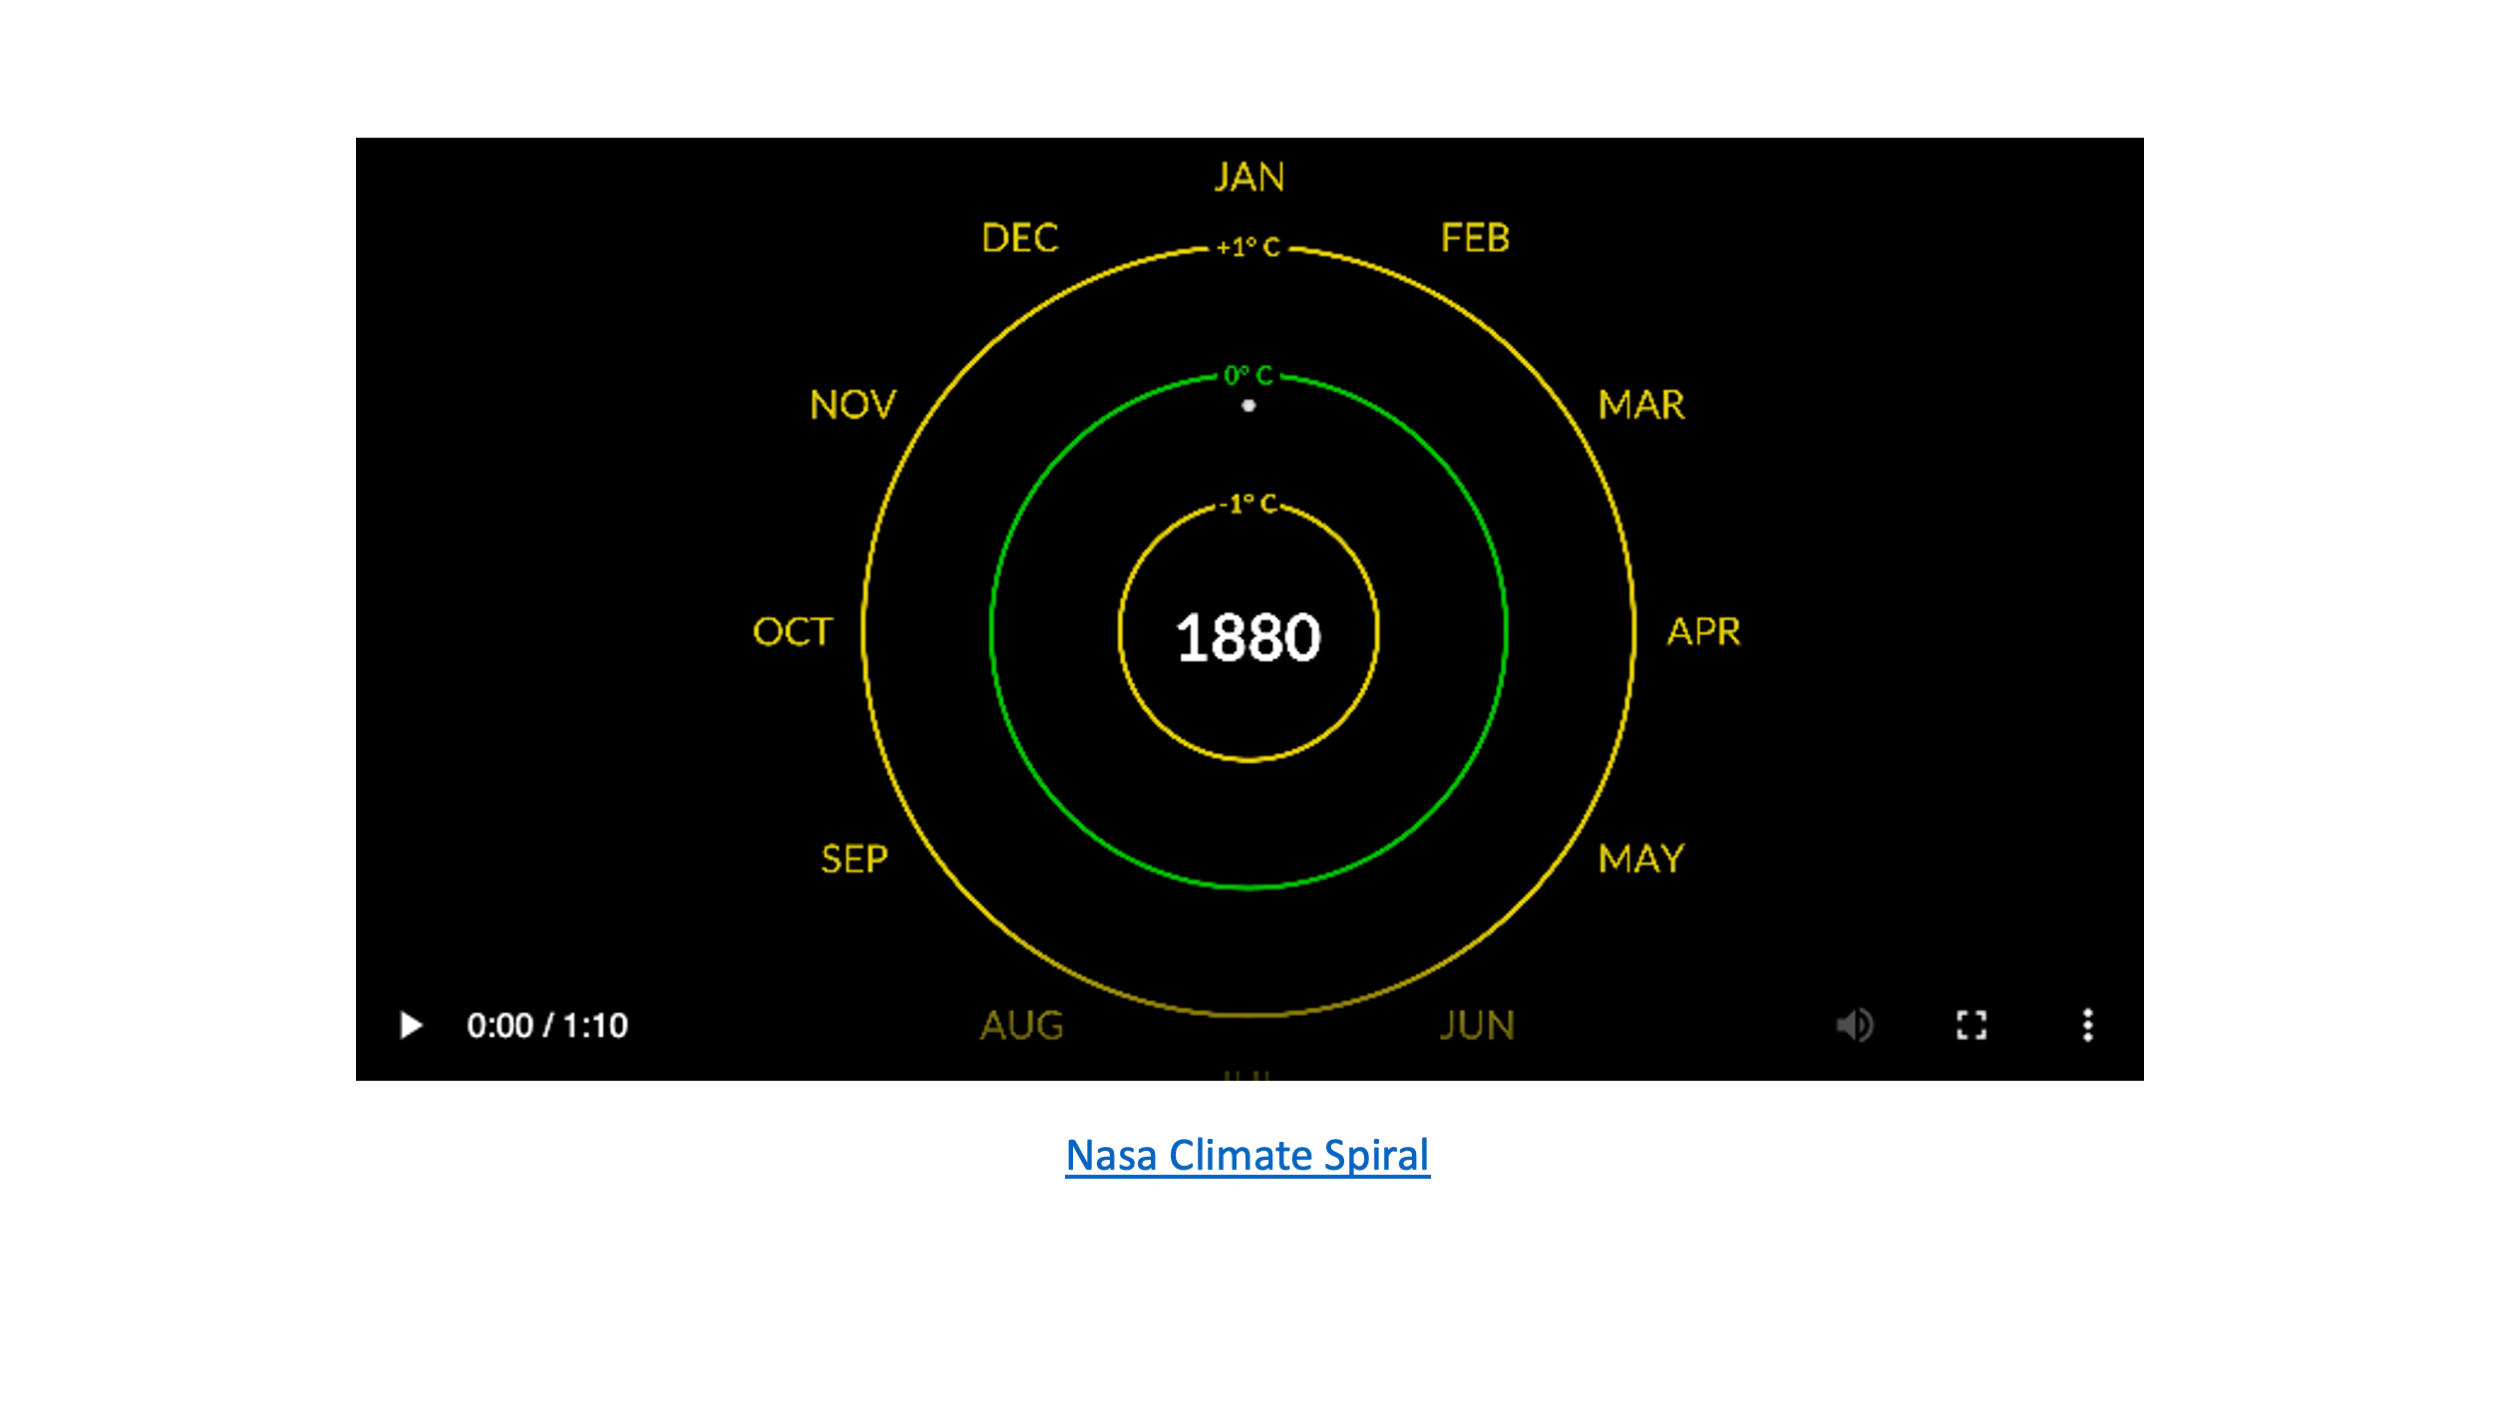 JAN
DEC
FEB
+1° C
0° C
NOV
MAR
-1° C
1880
OCT
APR
SEP
MAY
0:00 / 1:10
AUG
JUN
Nasa Climate Spiral